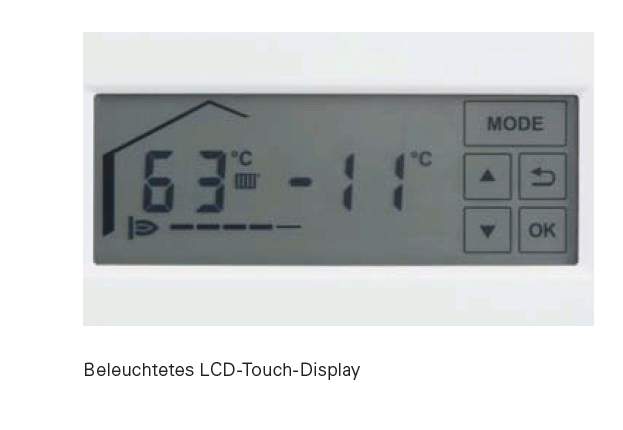 MODE
63 °C -11 °C
OK
Beleuchtetes LCD-Touch-Display